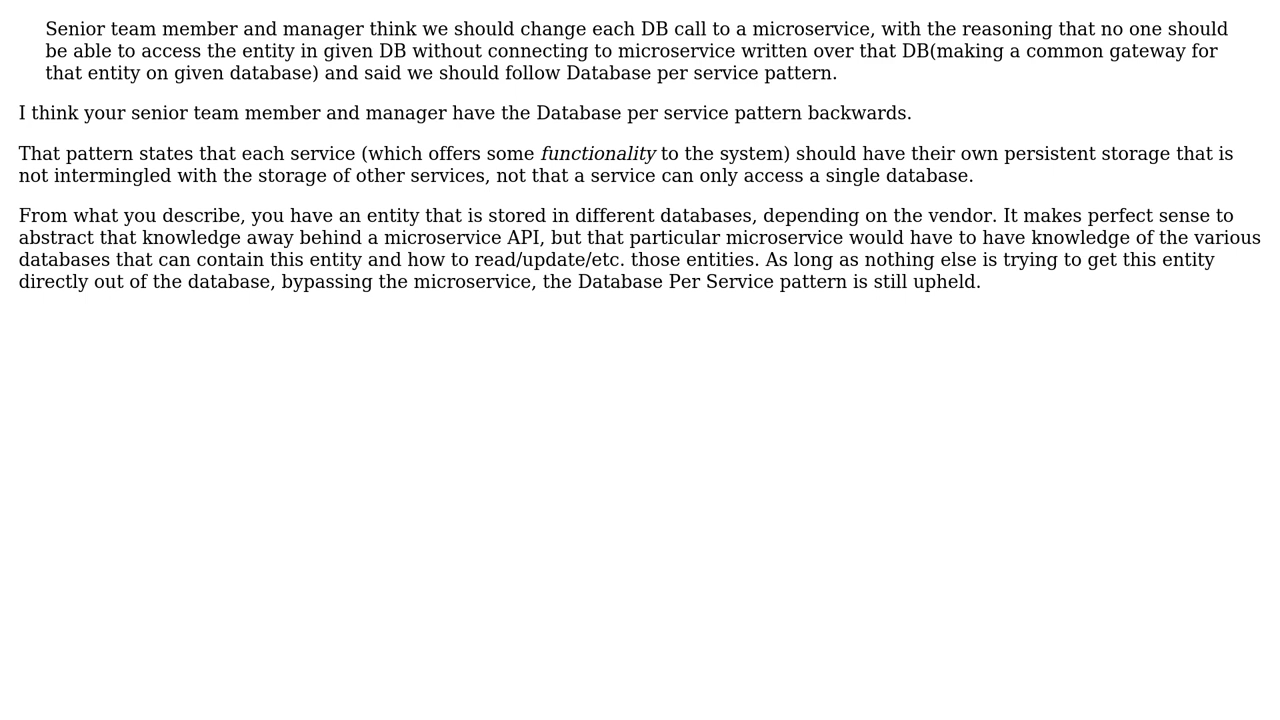 Senior team member and manager think we should change each DB call to a microservice, with the reasoning that no one should
be able to access the entity in given DB without connecting to microservice written over that DB(making a common gateway for
that entity on given database) and said we should follow Database per service pattern.
I think your senior team member and manager have the Database per service pattern backwards.
That pattern states that each service (which offers some functionality to the system) should have their own persistent storage that is
not intermingled with the storage of other services, not that a service can only access a single database.
From what you describe, you have an entity that is stored in different databases, depending on the vendor. It makes perfect sense to
abstract that knowledge away behind a microservice API, but that particular microservice would have to have knowledge of the various
databases that can contain this entity and how to read/update/etc. those entities. As long as nothing else is trying to get this entity
directly out of the database, bypassing the microservice, the Database Per Service pattern is still upheld.